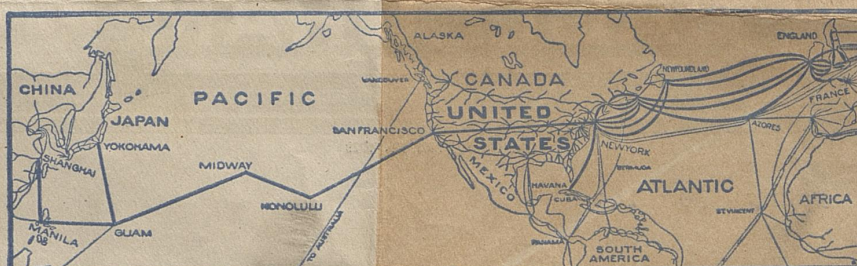 ALASKA
ENGLAND
NEWFOUNDLAND
VANCOUVER
CANADA
CHINA
PACIFIC
FRANCE
JAPAN
UNITED
AZORES
SAN FRANCISCO
STATES
YOKOHAMA
NEW YORK
SHANGHAI
MIDWAY
BERMUDA
MEXICO
HAVANA
ATLANTIC
CUBA
AFRICA
HONOLULU
ST VINCENT
MANILA
GUAM
TO AUSTRALIA
PANAMA
SOUTH
AMERICA